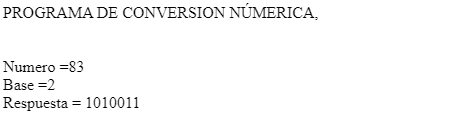 PROGRAMA DE CONVERSION NÚMERICA,
Numero =83
Base =2
Respuesta = 1010011